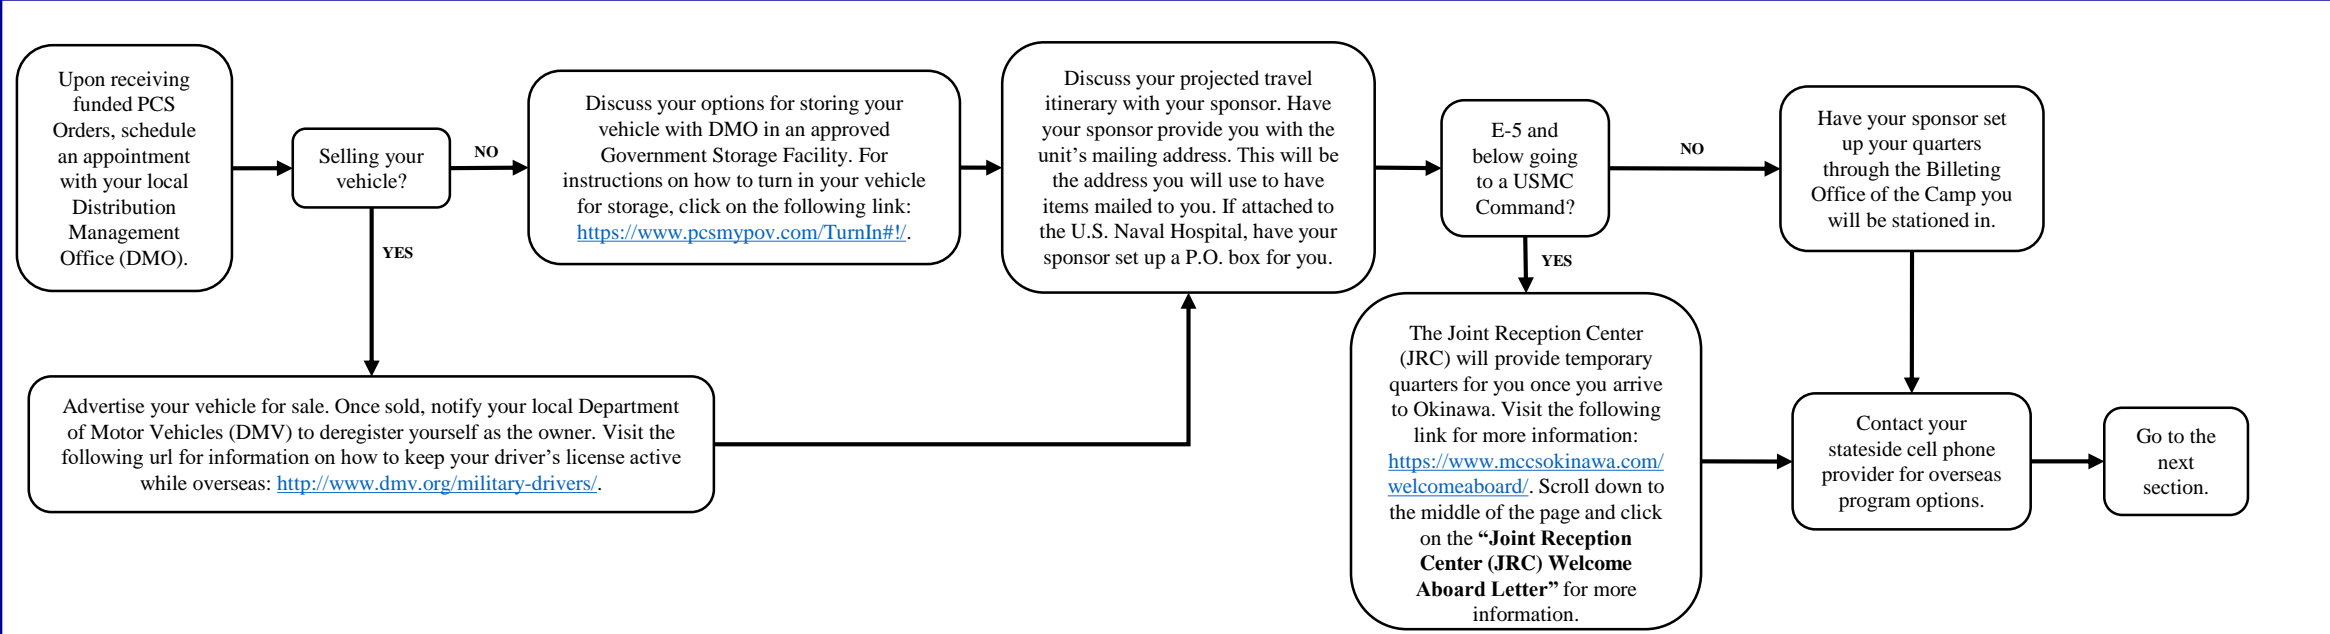 Upon receiving
funded PCS
Orders, schedule
an appointment
with your local
Distribution
Management
Office (DMO).
Selling your
vehicle?
NO
YES
Discuss your options for storing your
vehicle with DMO in an approved
Government Storage Facility. For
instructions on how to turn in your vehicle
for storage, click on the following link:
https://www.pcsmypov.com/TurnIn#!/.
Advertise your vehicle for sale. Once sold, notify your local Department
of Motor Vehicles (DMV) to deregister yourself as the owner. Visit the
following url for information on how to keep your driver’s license active
while overseas: http://www.dmv.org/military-drivers/.
Discuss your projected travel
itinerary with your sponsor. Have
your sponsor provide you with the
unit’s mailing address. This will be
the address you will use to have
items mailed to you. If attached to
the U.S. Naval Hospital, have your
sponsor set up a P.O. box for you.
E-5 and
below going
to a USMC
Command?
NO
YES
Have your sponsor set
up your quarters
through the Billeting
Office of the Camp you
will be stationed in.
The Joint Reception Center
(JRC) will provide temporary
quarters for you once you arrive
to Okinawa. Visit the following
link for more information:
https://www.mccsokinawa.com/
welcomeaboard/. Scroll down to
the middle of the page and click
on the “Joint Reception
Center (JRC) Welcome
Aboard Letter” for more
information.
Contact your
stateside cell phone
provider for overseas
program options.
Go to the
next
section.